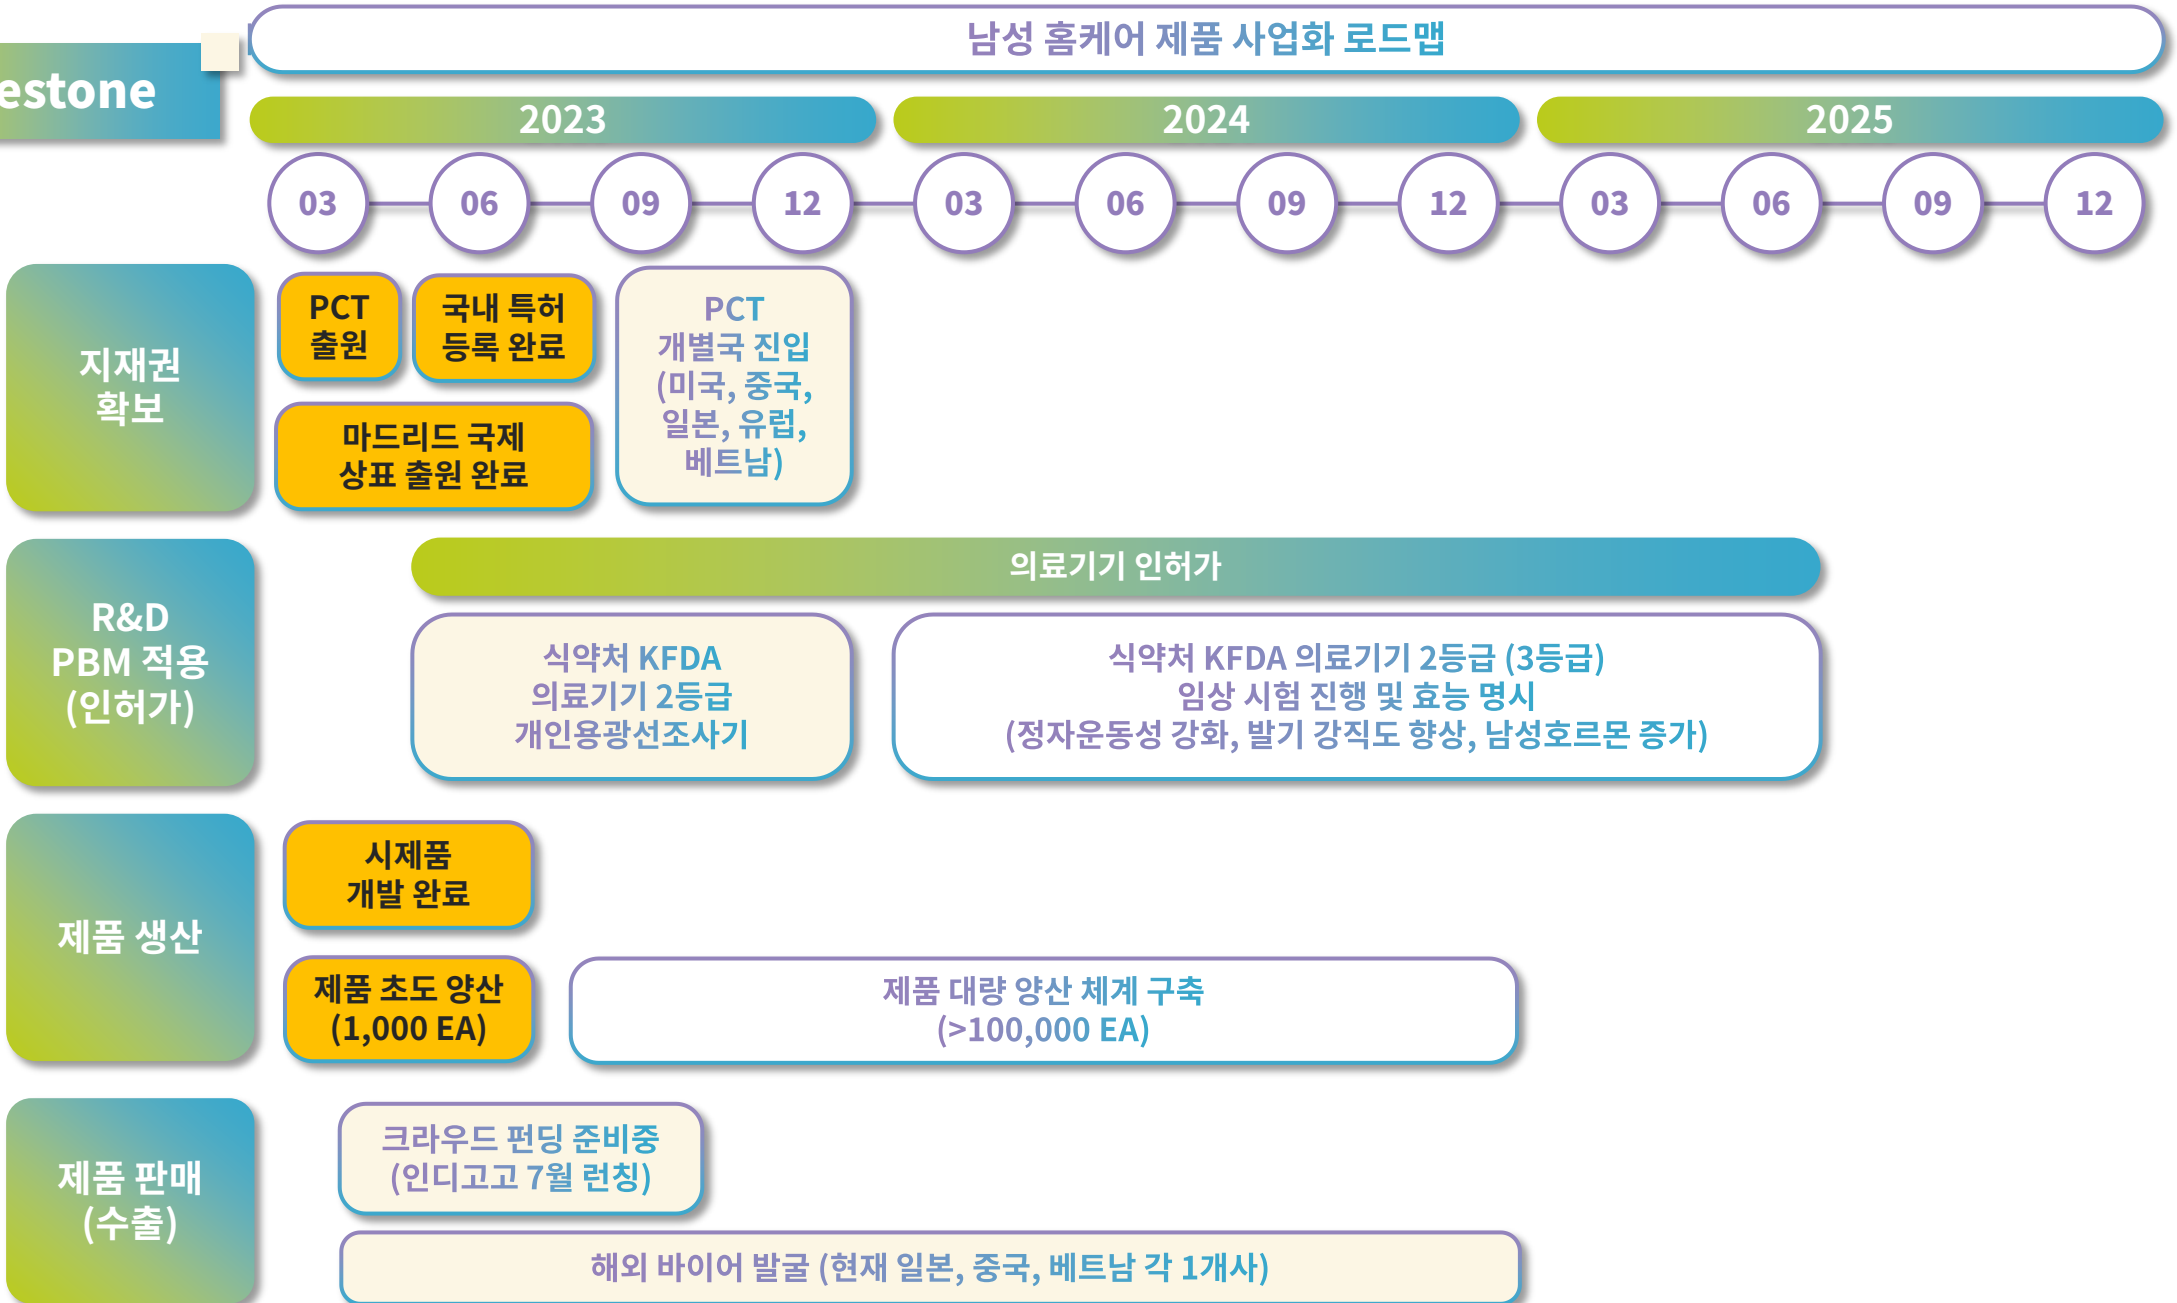 남성 홈케어 제품 사업화 로드맵
estone
2023
2024
2025
03
06
09
12
03
06
09
12
03
06
09
12
지재권
확보
PCT
출원
국내 특허
등록 완료
마드리드 국제
상표 출원 완료
PCT
개별국 진입
(미국, 중국,
일본, 유럽,
베트남)
R&D
PBM 적용
(인허가)
의료기기 인허가
식약처 KFDA
의료기기 2등급
개인용광선조사기
식약처 KFDA 의료기기 2등급 (3등급)
임상 시험 진행 및 효능 명시
(정자운동성 강화, 발기 강직도 향상, 남성호르몬 증가)
제품 생산
시제품
개발 완료
제품 초도 양산
(1,000 EA)
제품 대량 양산 체계 구축
(>100,000 EA)
제품 판매
(수출)
크라우드 펀딩 준비중
(인디고고 7월 런칭)
해외 바이어 발굴 (현재 일본, 중국, 베트남 각 1개사)